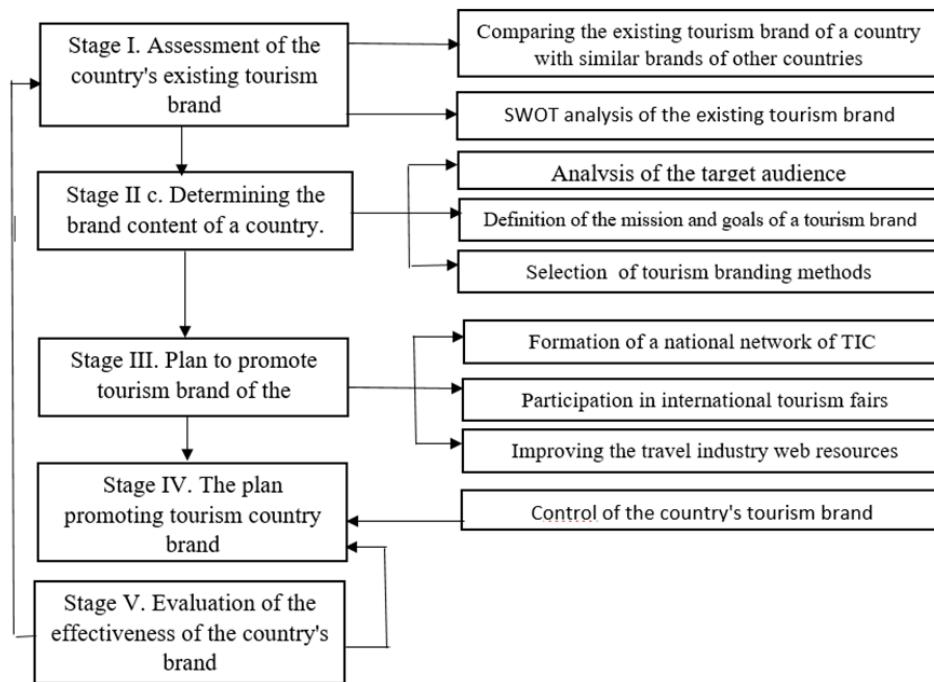 Stage I. Assessment of the
country's existing tourism
brand
Comparing the existing tourism brand of a country
with similar brands of other countries
SWOT analysis of the existing tourism brand
Stage II c. Determining the
brand content of a country.
Analysis of the target audience
Definition of the mission and goals of a tourism brand
Selection of tourism branding methods
Stage III. Plan to promote
tourism brand of the
Formation of a national network of TIC
Participation in international tourism fairs
Improving the travel industry web resources
Stage IV. The plan
promoting tourism country
brand
Control of the country's tourism brand
Stage V. Evaluation of the
effectiveness of the country's
brand